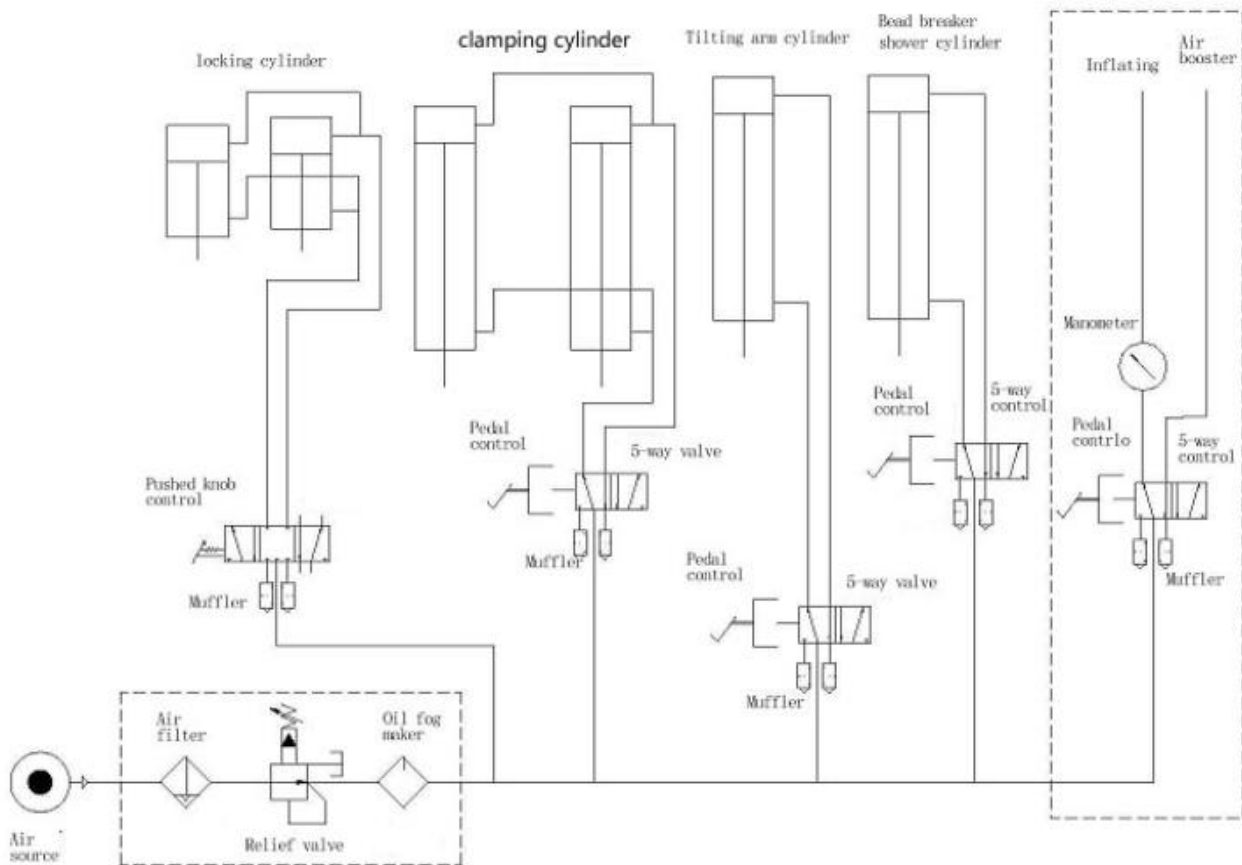 locking cylinder
clamping cylinder
Tilting arm cylinder
Bead breaker
shover cylinder
Inflating
Air
booster
Manometer
Pedal
control
5-way
control
Pedal
control
5-way valve
Pedal
contrlo
5-way
control
Pushed knob
control
Muffler
Muffler
Pedal
control
5-way valve
Muffler
Muffler
Air
filter
Oil fog
maker
Relief valve
Air
source